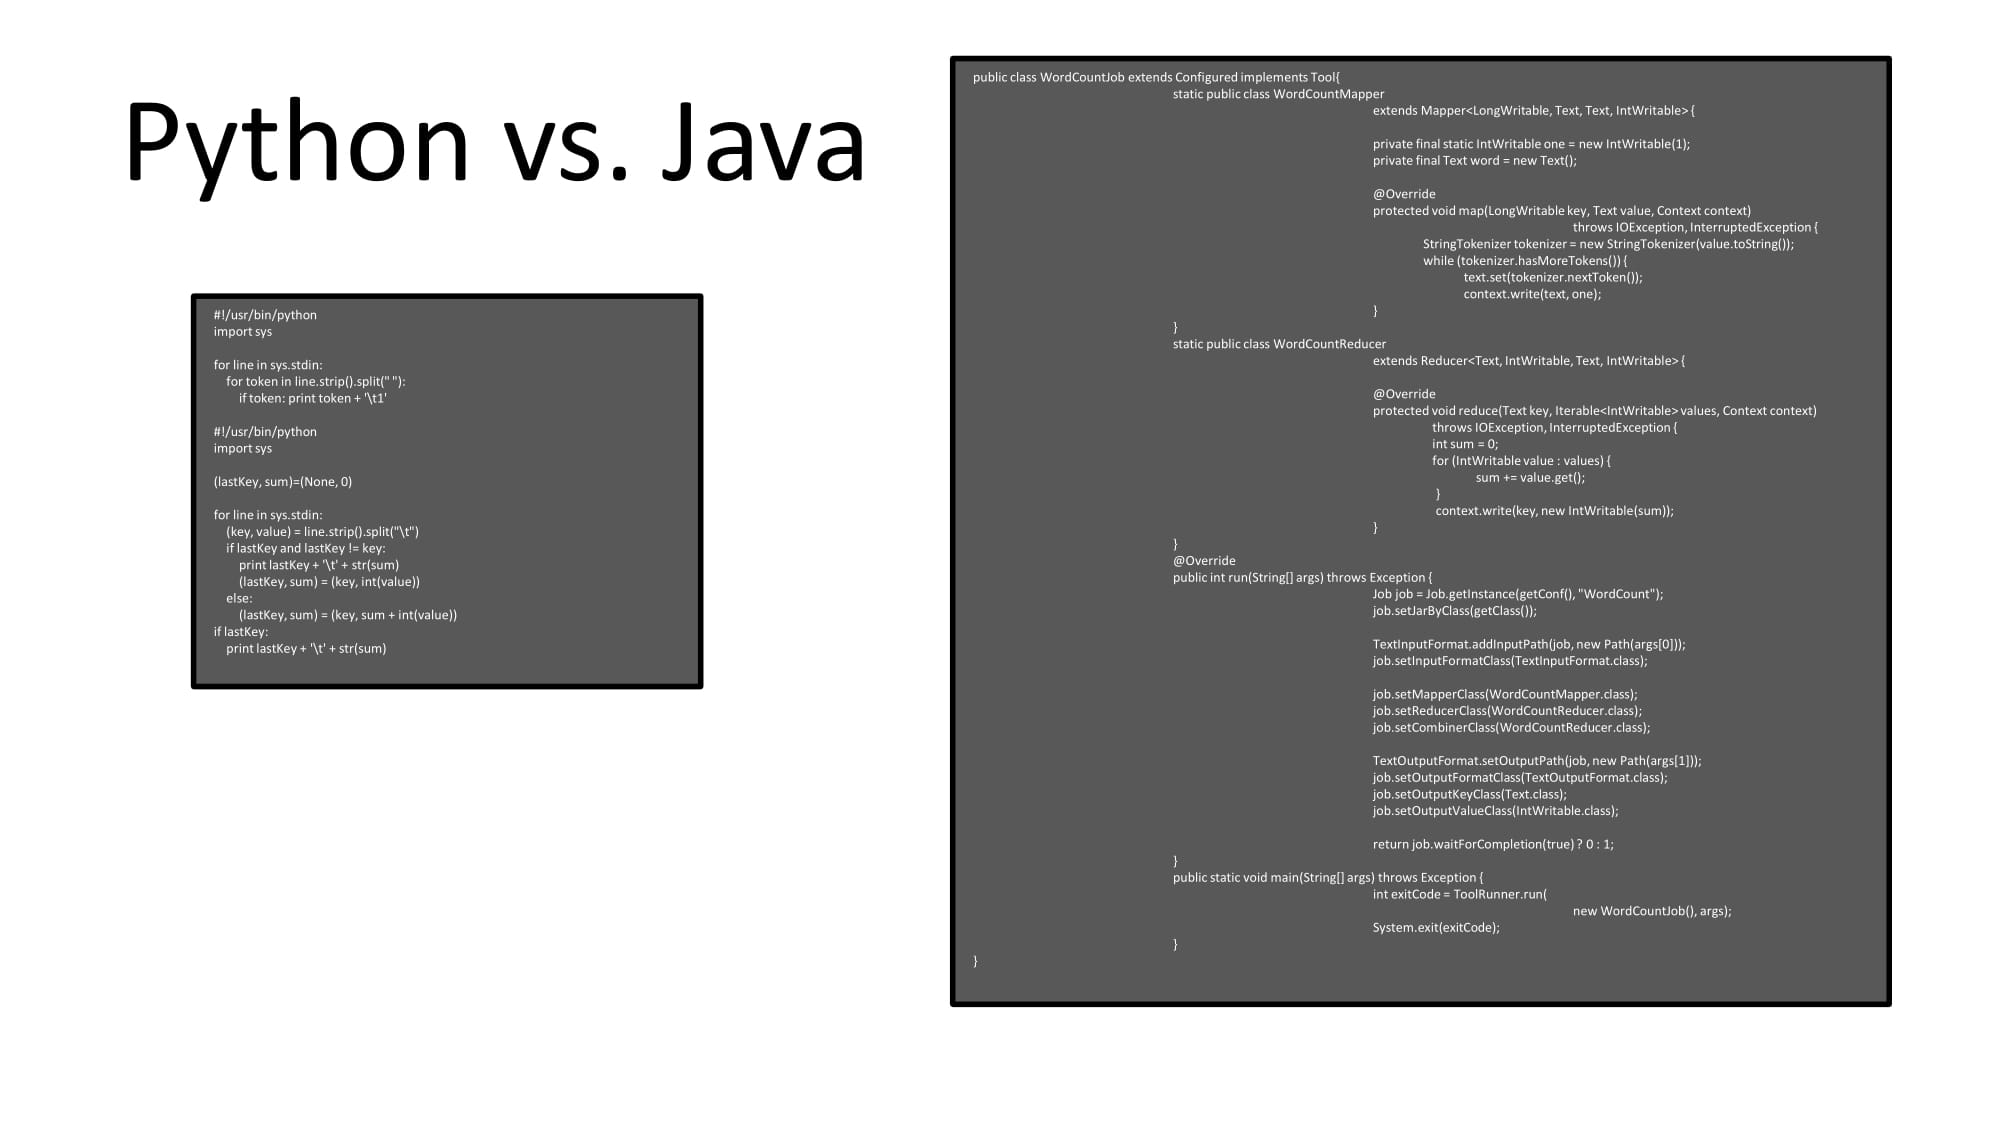 Python vs. Java
#!/usr/bin/python
import sys
for line in sys.stdin:
for token in line.strip().split(" "):
if token: print token + '\t1'
#!/usr/bin/python
import sys
(lastKey, sum)=(None, 0)
for line in sys.stdin:
(key, value) = line.strip().split("\t")
if lastKey and lastKey != key:
print lastKey + '\t' + str(sum)
(lastKey, sum) = (key, int(value))
else:
(lastKey, sum) = (key, sum + int(value))
if lastKey:
print lastKey + '\t' + str(sum)
public class WordCountJob extends Configured implements Tool{
static public class WordCountMapper
extends Mapper<LongWritable, Text, Text, IntWritable> {
private final static IntWritable one = new IntWritable(1);
private final Text word = new Text();
@Override
protected void map(LongWritable key, Text value, Context context)
throws IOException, InterruptedException {
StringTokenizer tokenizer = new StringTokenizer(value.toString());
while (tokenizer.hasMoreTokens()) {
text.set(tokenizer.nextToken());
context.write(text, one);
}
}
static public class WordCountReducer
extends Reducer<Text, IntWritable, Text, IntWritable> {
@Override
protected void reduce(Text key, Iterable<IntWritable> values, Context context)
throws IOException, InterruptedException {
int sum = 0;
for (IntWritable value : values) {
sum += value.get();
}
context.write(key, new IntWritable(sum));
}
}
@Override
public int run(String[] args) throws Exception {
Job job = Job.getInstance(getConf(), "WordCount");
job.setJarByClass(getClass());
TextInputFormat.addInputPath(job, new Path(args[0]));
job.setInputFormatClass(TextInputFormat.class);
job.setMapperClass(WordCountMapper.class);
job.setReducerClass(WordCountReducer.class);
job.setCombinerClass(WordCountReducer.class);
TextOutputFormat.setOutputPath(job, new Path(args[1]));
job.setOutputFormatClass(TextOutputFormat.class);
job.setOutputKeyClass(Text.class);
job.setOutputValueClass(IntWritable.class);
return job.waitForCompletion(true) ? 0 : 1;
}
public static void main(String[] args) throws Exception {
int exitCode = ToolRunner.run(
new WordCountJob(), args);
System.exit(exitCode);
}
}